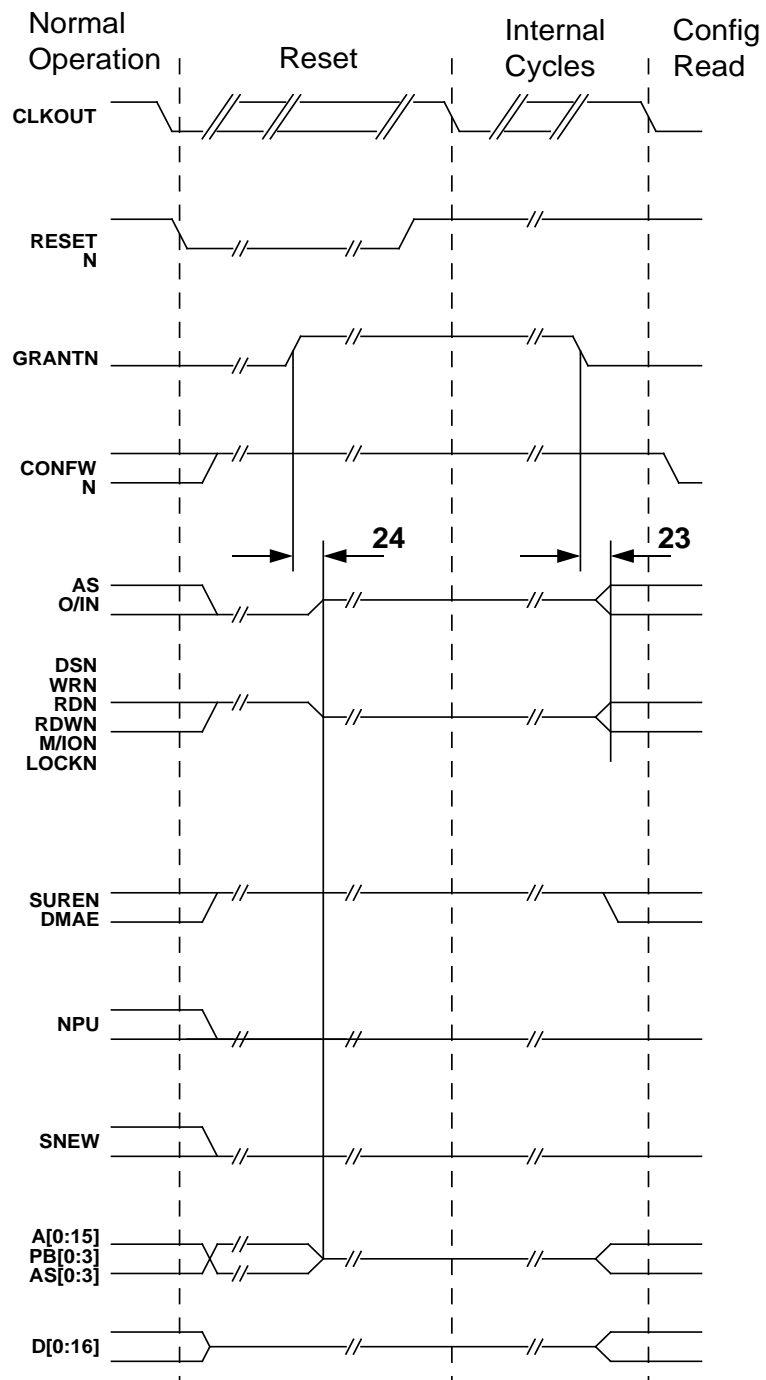 Normal
Operation
Reset
Internal
Cycles
Config
Read
CLKOUT
RESET
N
GRANTN
CONFW
N
24
23
AS
O/IN
DSN
WRN
RDN
RDWN
M/ION
LOCKN
SUREN
DMAE
NPU
SNEW
A[0:15]
PB[0:3]
AS[0:3]
D[0:16]